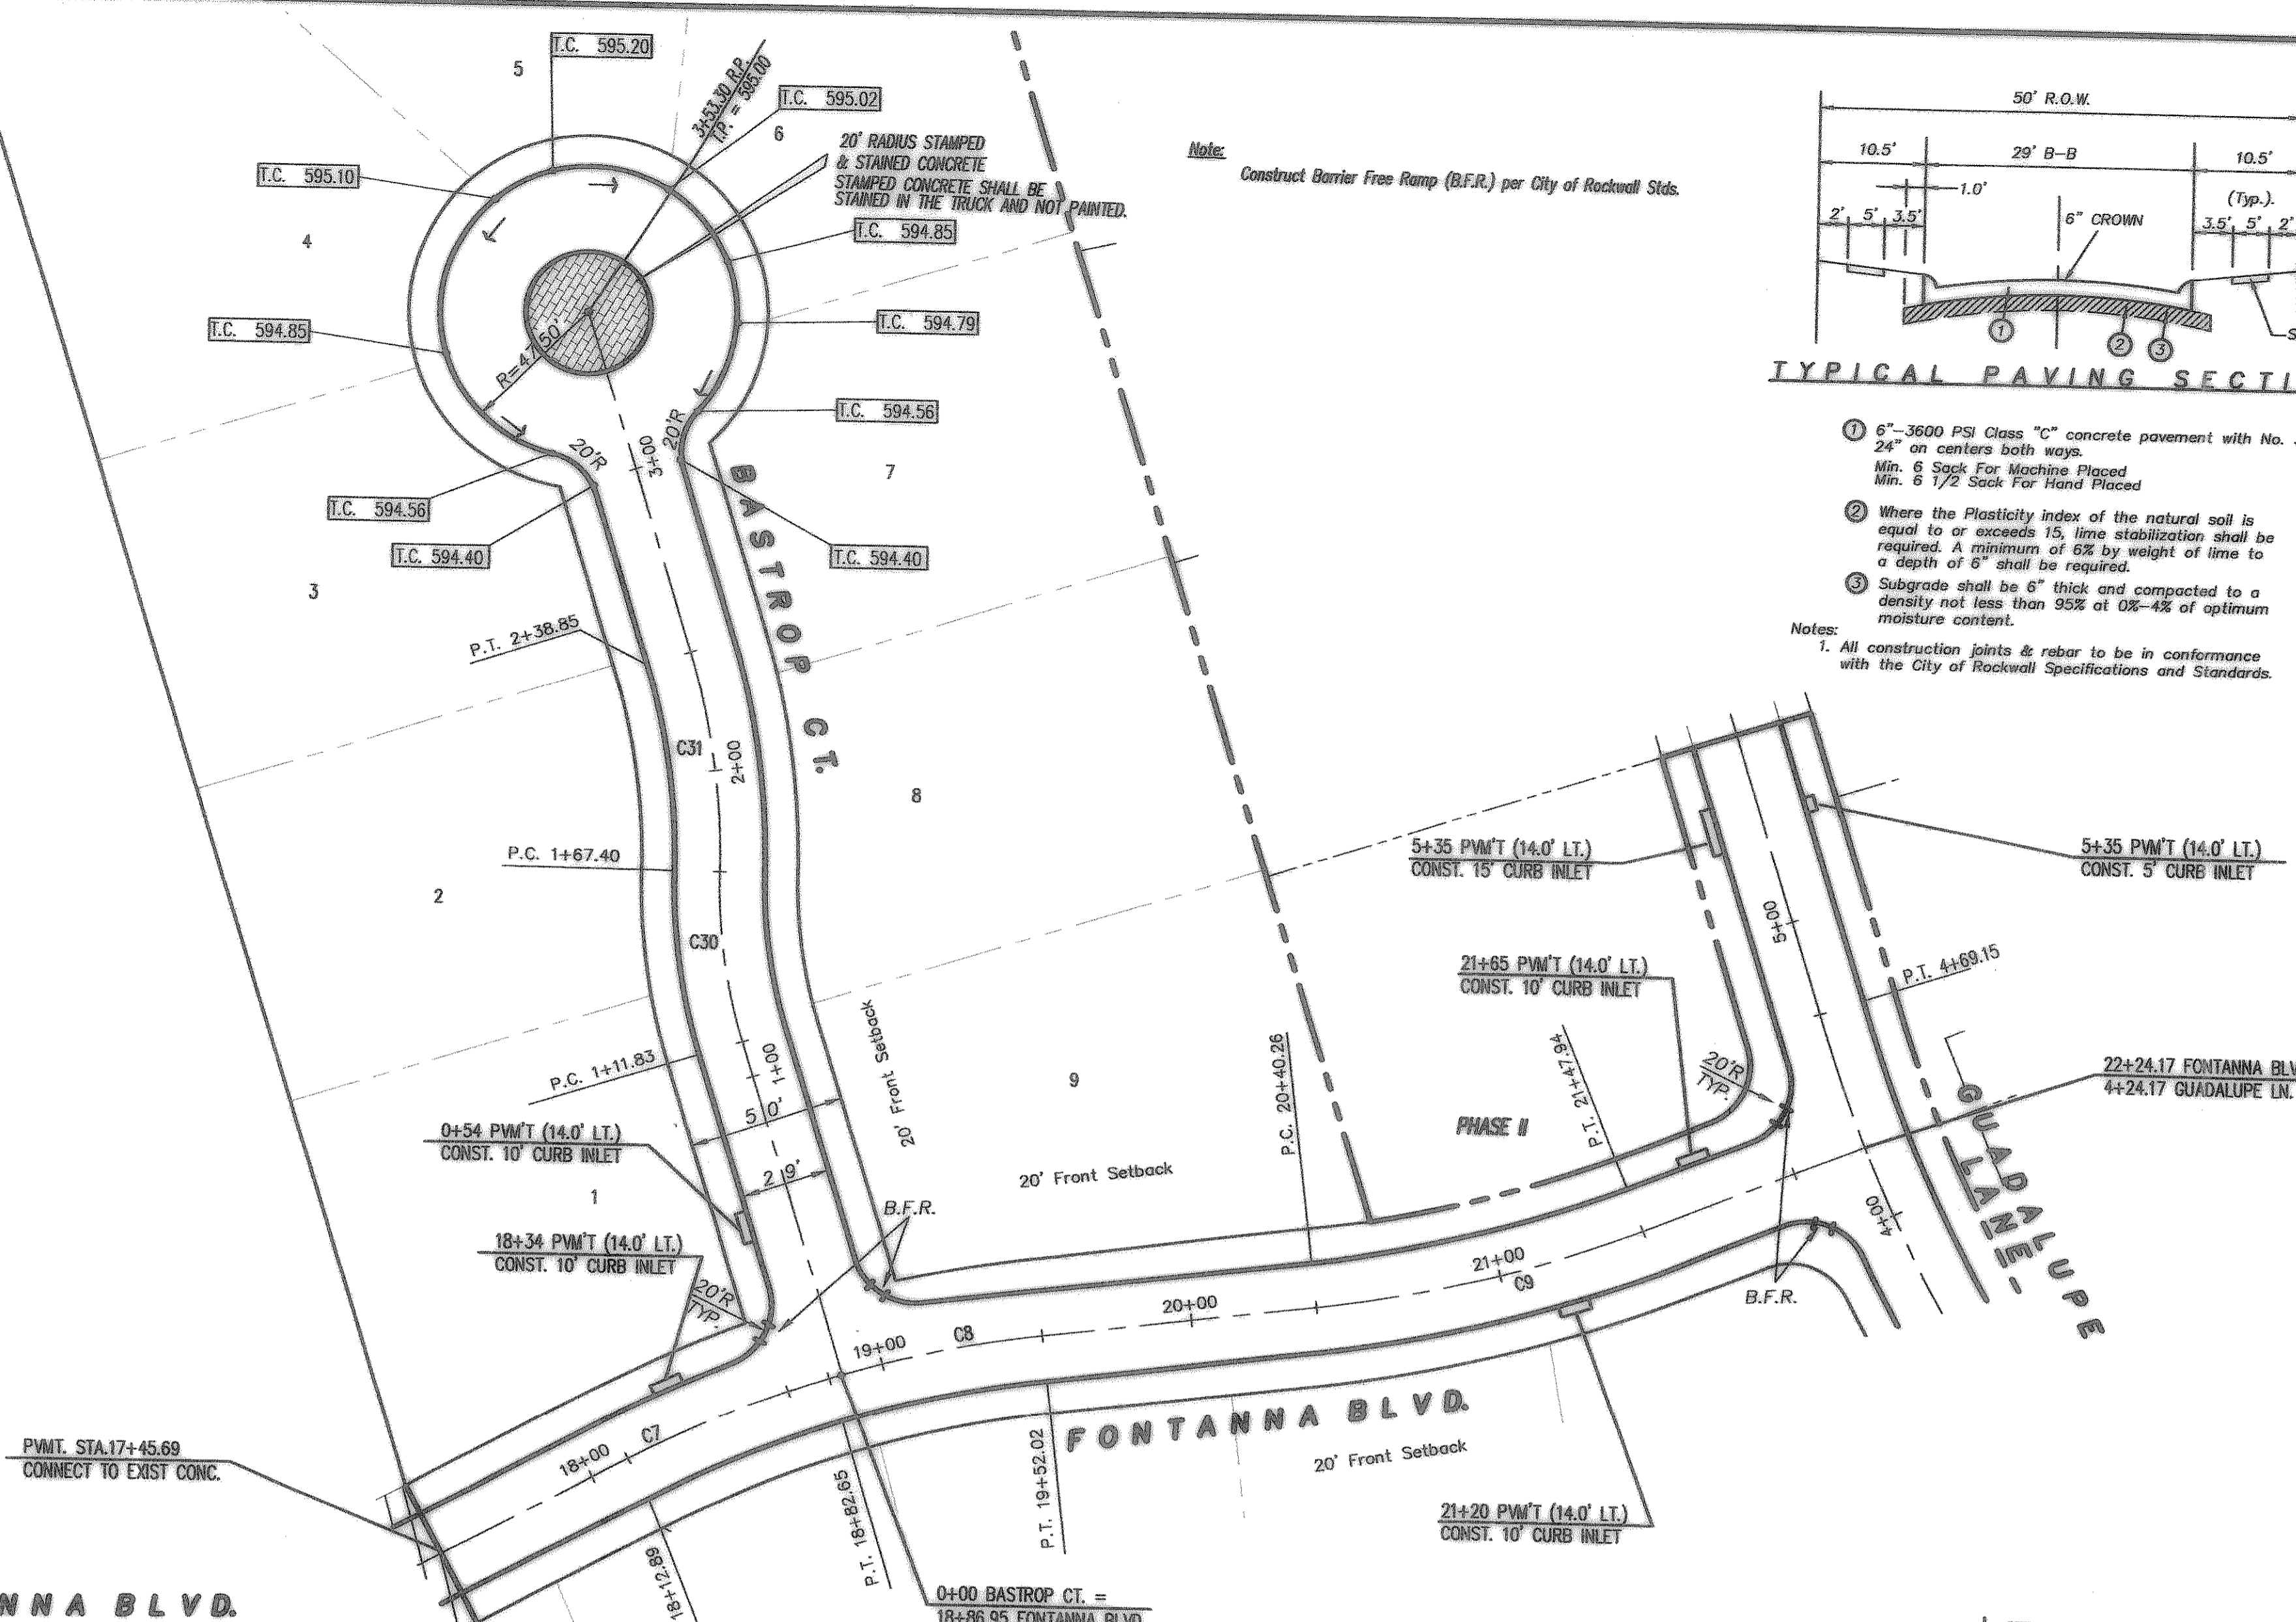 5
T.C. 595.20
3+53.30 R.P.
T.P. = 595.00
T.C. 595.02
6
20' RADIUS STAMPED
& STAINED CONCRETE
STAMPED CONCRETE SHALL BE
STAINED IN THE TRUCK AND NOT PAINTED.
T.C. 595.10
4
T.C. 594.85
T.C. 594.85
T.C. 594.79
R=47.50'
T.C. 594.56
20'R
20'R
3+00
7
T.C. 594.56
T.C. 594.40
T.C. 594.40
3
BASTROP CT.
P.T. 2+38.85
C31
2+00
8
P.C. 1+67.40
2
C30
P.C. 1+11.83
1+00
50'
20' Front Setback
9
0+54 PVM'T (14.0' LT.)
CONST. 10' CURB INLET
29'
1
B.F.R.
18+34 PVM'T (14.0' LT.)
CONST. 10' CURB INLET
20'R
TYP.
20' Front Setback
Note:
Construct Barrier Free Ramp (B.F.R.) per City of Rockwall Stds.
50' R.O.W.
10.5'
29' B-B
10.5'
1.0'
(Typ.).
2'
5'
3.5'
6" CROWN
3.5'
5'
2'
S
1
2
3
TYPICAL PAVING SECTI
1 6"-3600 PSI Class "C" concrete pavement with No.
24" on centers both ways.
Min. 6 Sack For Machine Placed
Min. 6 1/2 Sack For Hand Placed
2 Where the Plasticity index of the natural soil is
equal to or exceeds 15, lime stabilization shall be
required. A minimum of 6% by weight of lime to
a depth of 6" shall be required.
3 Subgrade shall be 6" thick and compacted to a
density not less than 95% at 0%-4% of optimum
moisture content.
Notes:
1. All construction joints & rebar to be in conformance
with the City of Rockwall Specifications and Standards.
5+35 PVM'T (14.0' LT.)
CONST. 15' CURB INLET
5+35 PVM'T (14.0' LT.)
CONST. 5' CURB INLET
5+00
21+65 PVM'T (14.0' LT.)
CONST. 10' CURB INLET
P.T. 4+69.15
P.C. 20+40.26
PHASE II
P.T. 21+47.94
20'R
TYP.
22+24.17 FONTANNA BLV
4+24.17 GUADALUPE LN.
GUADALUPE
LANE
4+00
B.F.R.
21+00
C9
20+00
C8
19+00
FONTANNA BLVD.
20' Front Setback
21+20 PVM'T (14.0' LT.)
CONST. 10' CURB INLET
P.T. 19+52.02
P.T. 18+82.65
C7
18+00
18+12.89
PVMT. STA.17+45.69
CONNECT TO EXIST CONC.
0+00 BASTROP CT. =
18+86.95 FONTANNA BLVD
NNA BLVD.